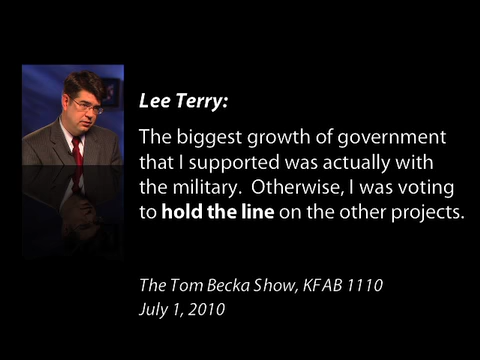 Lee Terry:
The biggest growth of government
that I supported was actually with
the military.  Otherwise, I was voting
to hold the line on the other projects.
The Tom Becka Show, KFAB 1110
July 1, 2010